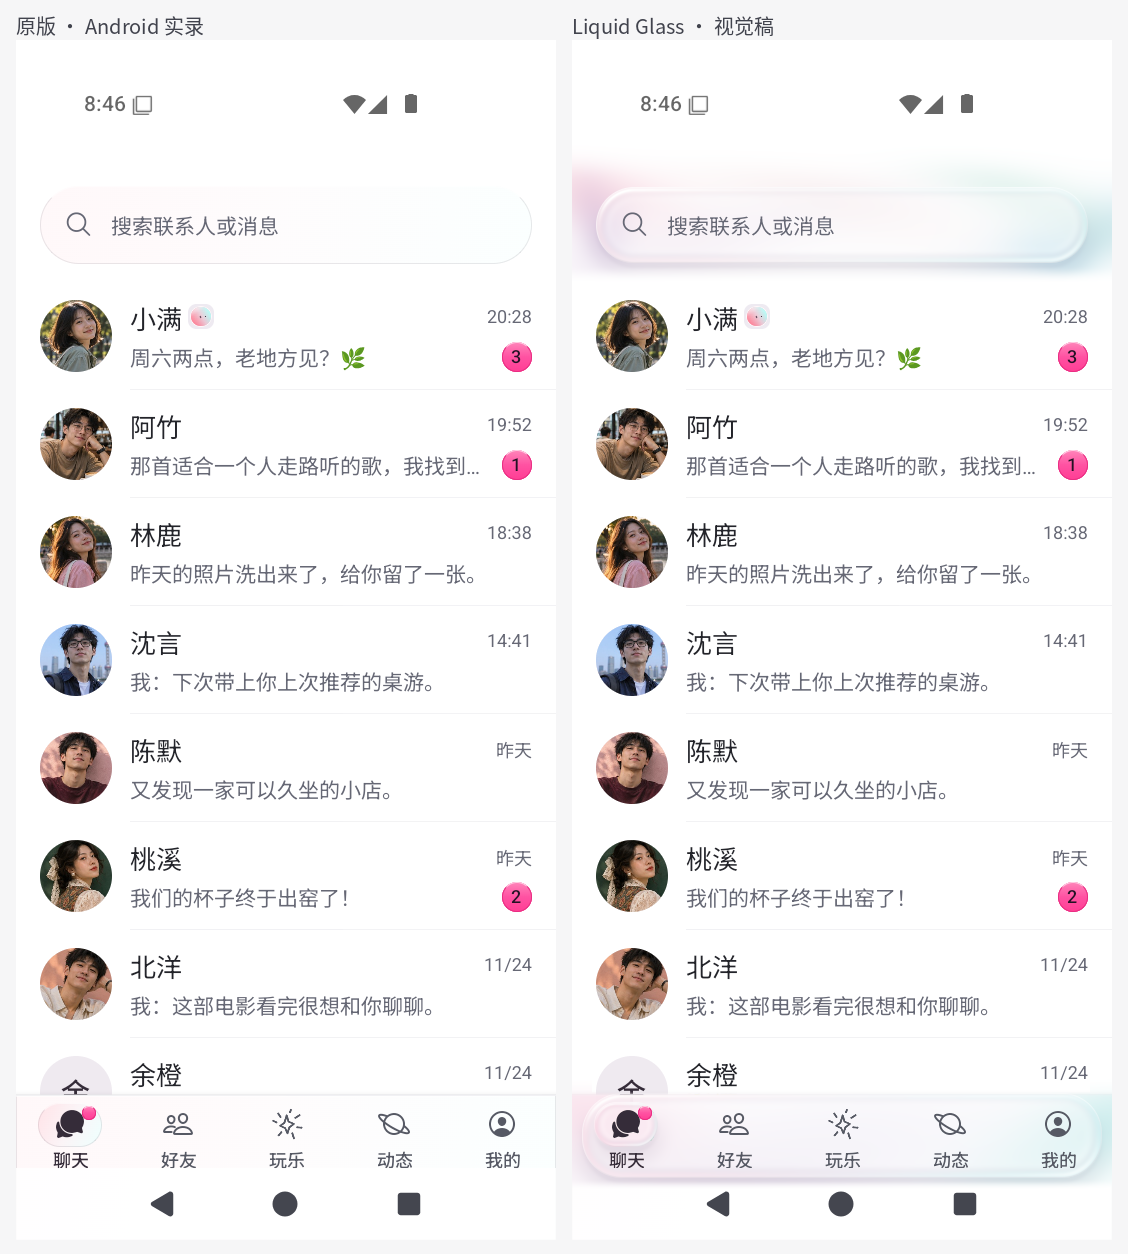 原版 · Android 实录
8:46
搜索联系人或消息
小满
20:28
周六两点，老地方见？🌿
3
阿竹
19:52
那首适合一个人走路听的歌，我找到...
1
林鹿
18:38
昨天的照片洗出来了，给你留了一张。
沈言
14:41
我：下次带上你上次推荐的桌游。
陈默
昨天
又发现一家可以久坐的小店。
桃溪
昨天
我们的杯子终于出窑了！
2
北洋
11/24
我：这部电影看完很想和你聊聊。
余
余橙
11/24
聊天
好友
玩乐
动态
我的
Liquid Glass · 视觉稿
8:46
搜索联系人或消息
小满
20:28
周六两点，老地方见？🌿
3
阿竹
19:52
那首适合一个人走路听的歌，我找到...
1
林鹿
18:38
昨天的照片洗出来了，给你留了一张。
沈言
14:41
我：下次带上你上次推荐的桌游。
陈默
昨天
又发现一家可以久坐的小店。
桃溪
昨天
我们的杯子终于出窑了！
2
北洋
11/24
我：这部电影看完很想和你聊聊。
余
余橙
11/24
聊天
好友
玩乐
动态
我的